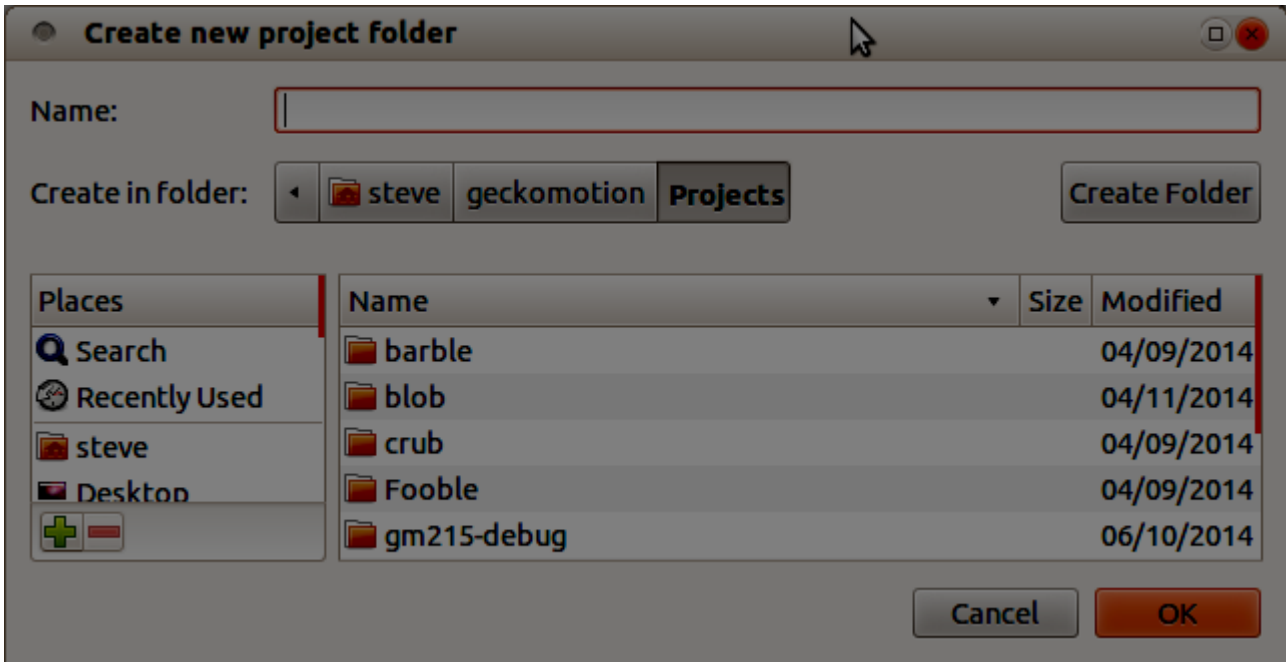 Create new project folder
Name:
Create in folder: steve geckomotion Projects Create Folder
Places Name Size Modified
Search barble 04/09/2014
Recently Used blob 04/11/2014
steve crub 04/09/2014
Desktop Fooble 04/09/2014
gm215-debug 06/10/2014
Cancel OK